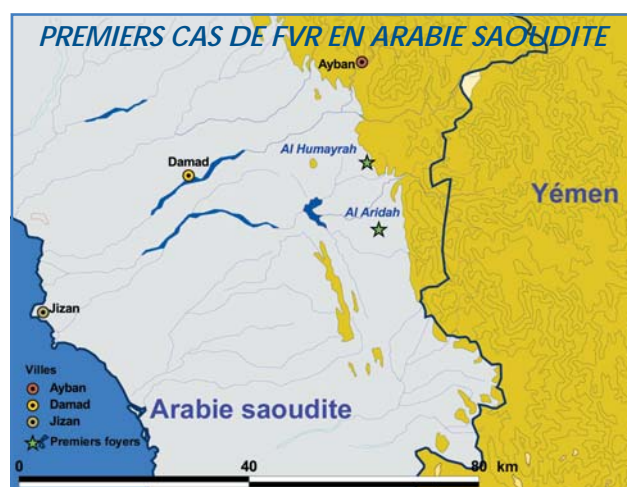 PREMIERS CAS DE FVR EN ARABIE SAOUDITE
Ayban
Al Humayrah
Damad
Yémen
Al Aridah
Jizan
Villes
Ayban
Damad
Jizan
Premiers foyers
Arabie saoudite
0 40 80 km